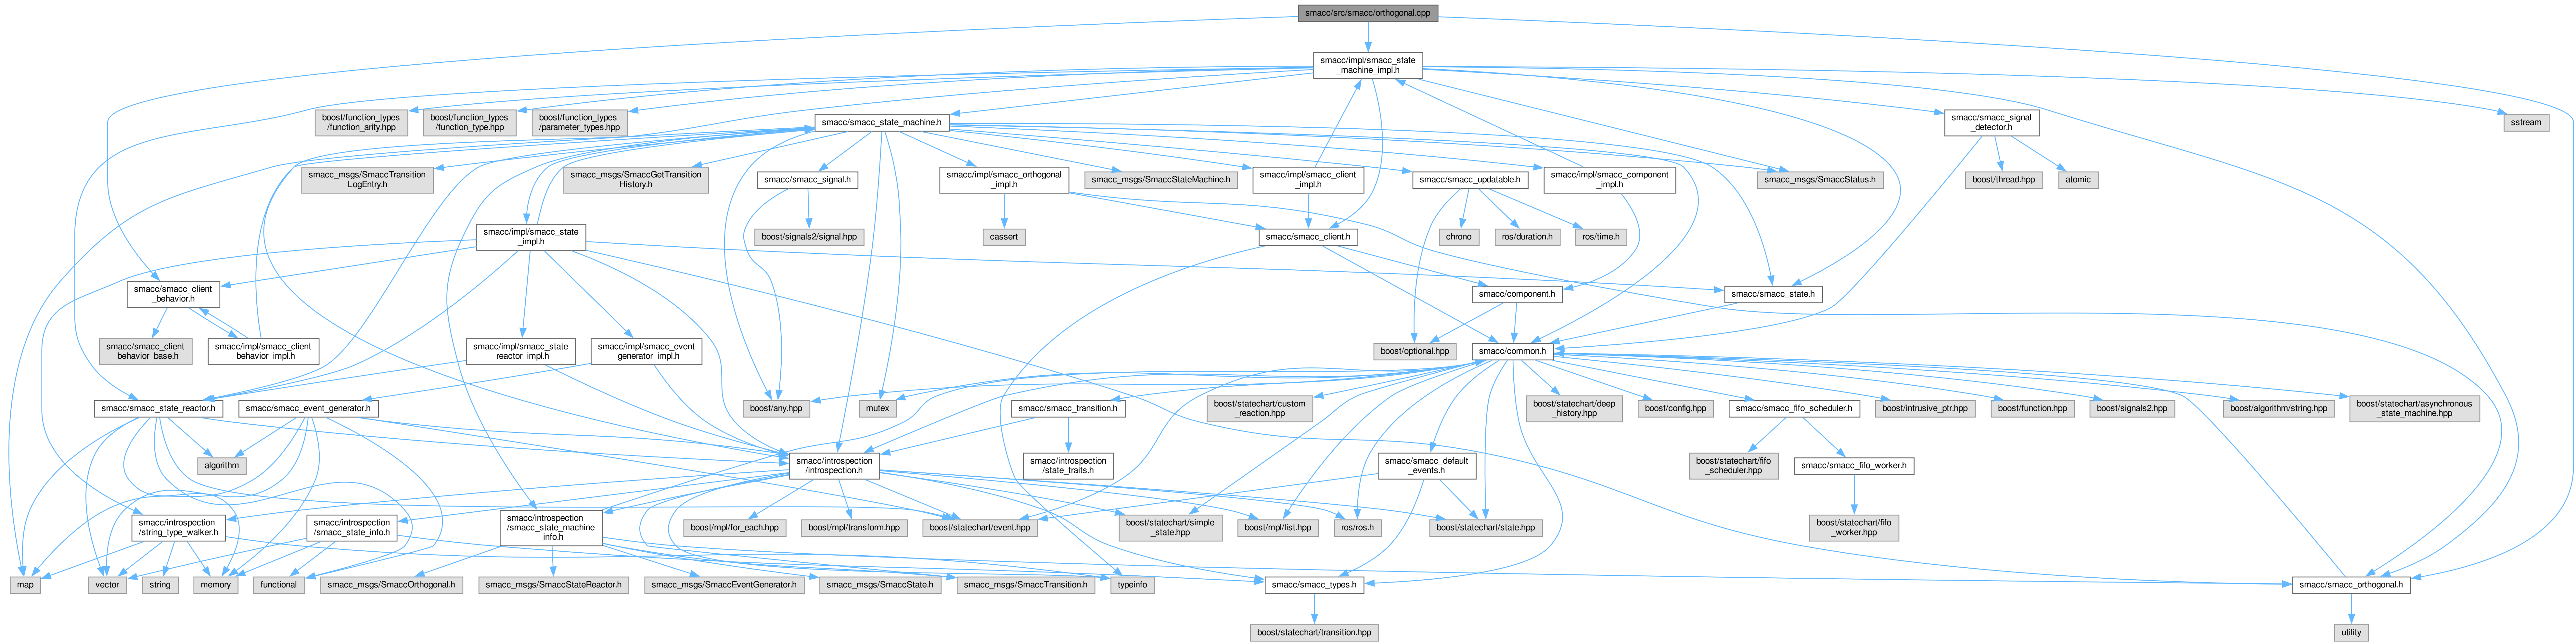 smacc/src/smacc/orthogonal.cpp
smacc/impl/smacc_state
_machine_impl.h
boost/function_types
/function_arity.hpp
boost/function_types
/function_type.hpp
boost/function_types
/parameter_types.hpp
smacc/smacc_state_machine.h
smacc/smacc_signal
_detector.h
sstream
smacc_msgs/SmaccTransition
LogEntry.h
smacc_msgs/SmaccGetTransition
History.h
smacc/smacc_signal.h
smacc/impl/smacc_orthogonal
_impl.h
smacc_msgs/SmaccStateMachine.h
smacc/impl/smacc_client
_impl.h
smacc/smacc_updatable.h
smacc/impl/smacc_component
_impl.h
smacc_msgs/SmaccStatus.h
boost/thread.hpp
atomic
smacc/impl/smacc_state
_impl.h
boost/signals2/signal.hpp
cassert
smacc/smacc_client.h
chrono
ros/duration.h
ros/time.h
smacc/smacc_client
_behavior.h
smacc/component.h
smacc/smacc_state.h
smacc/smacc_client
_behavior_base.h
smacc/impl/smacc_client
_behavior_impl.h
smacc/impl/smacc_state
_reactor_impl.h
smacc/impl/smacc_event
_generator_impl.h
boost/optional.hpp
smacc/common.h
smacc/smacc_state_reactor.h
smacc/smacc_event_generator.h
boost/any.hpp
mutex
smacc/smacc_transition.h
boost/statechart/custom
_reaction.hpp
boost/statechart/deep
_history.hpp
boost/config.hpp
smacc/smacc_fifo_scheduler.h
boost/intrusive_ptr.hpp
boost/function.hpp
boost/signals2.hpp
boost/algorithm/string.hpp
boost/statechart/asynchronous
_state_machine.hpp
algorithm
smacc/introspection
/introspection.h
smacc/introspection
/state_traits.h
smacc/smacc_default
_events.h
boost/statechart/fifo
_scheduler.hpp
smacc/smacc_fifo_worker.h
smacc/introspection
/string_type_walker.h
smacc/introspection
/smacc_state_info.h
smacc/introspection
/smacc_state_machine
_info.h
boost/mpl/for_each.hpp
boost/mpl/transform.hpp
boost/statechart/event.hpp
boost/statechart/simple
_state.hpp
boost/mpl/list.hpp
ros/ros.h
boost/statechart/state.hpp
boost/statechart/fifo
_worker.hpp
map
vector
string
memory
functional
smacc_msgs/SmaccOrthogonal.h
smacc_msgs/SmaccStateReactor.h
smacc_msgs/SmaccEventGenerator.h
smacc_msgs/SmaccState.h
smacc_msgs/SmaccTransition.h
typeinfo
smacc/smacc_types.h
smacc/smacc_orthogonal.h
boost/statechart/transition.hpp
utility